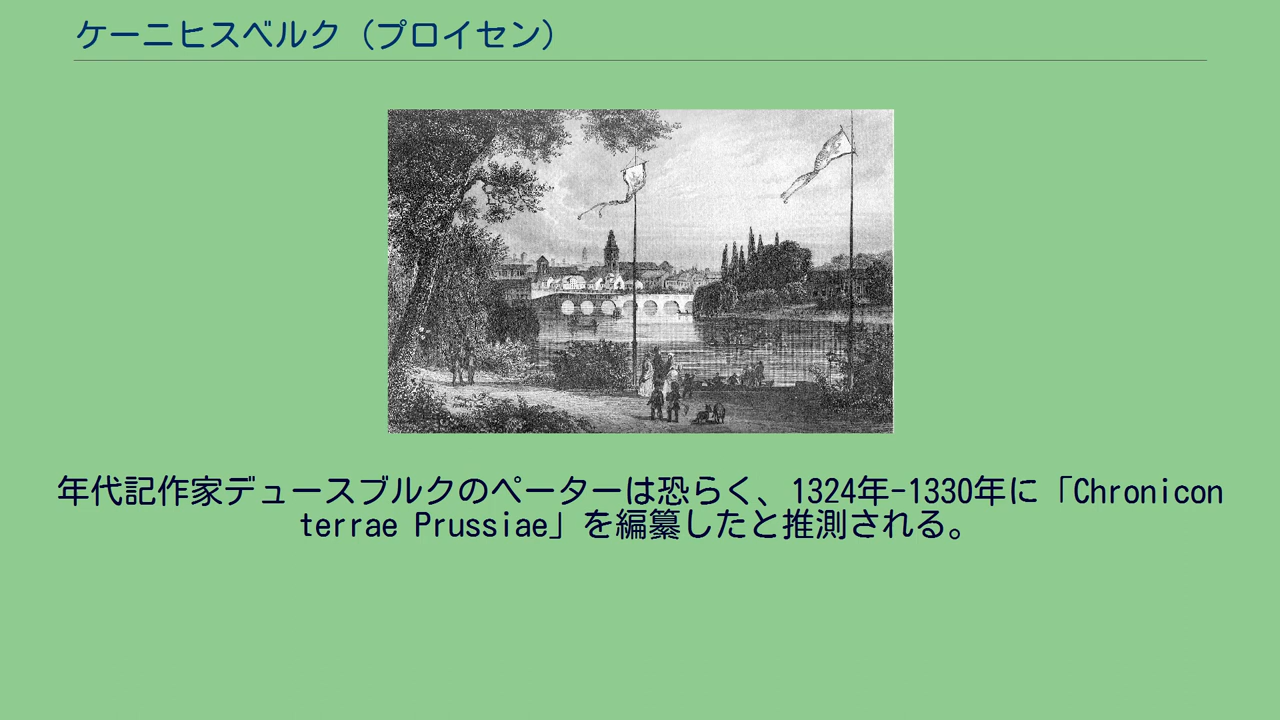 ケーニヒスベルク（プロイセン）
年代記作家デュースブルクのペーターは恐らく、1324年-1330年に「Chronicon
terrae Prussiae」を編纂したと推測される。